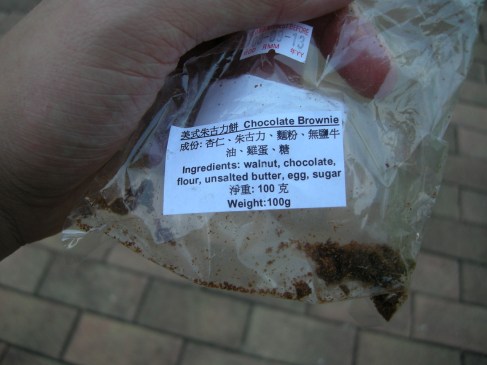 美式朱古力餅 Chocolate Brownie
成份: 杏仁、朱古力、麵粉、無鹽牛
油、雞蛋、糖
Ingredients: walnut, chocolate,
flour, unsalted butter, egg, sugar
淨重: 100 克
Weight:100g